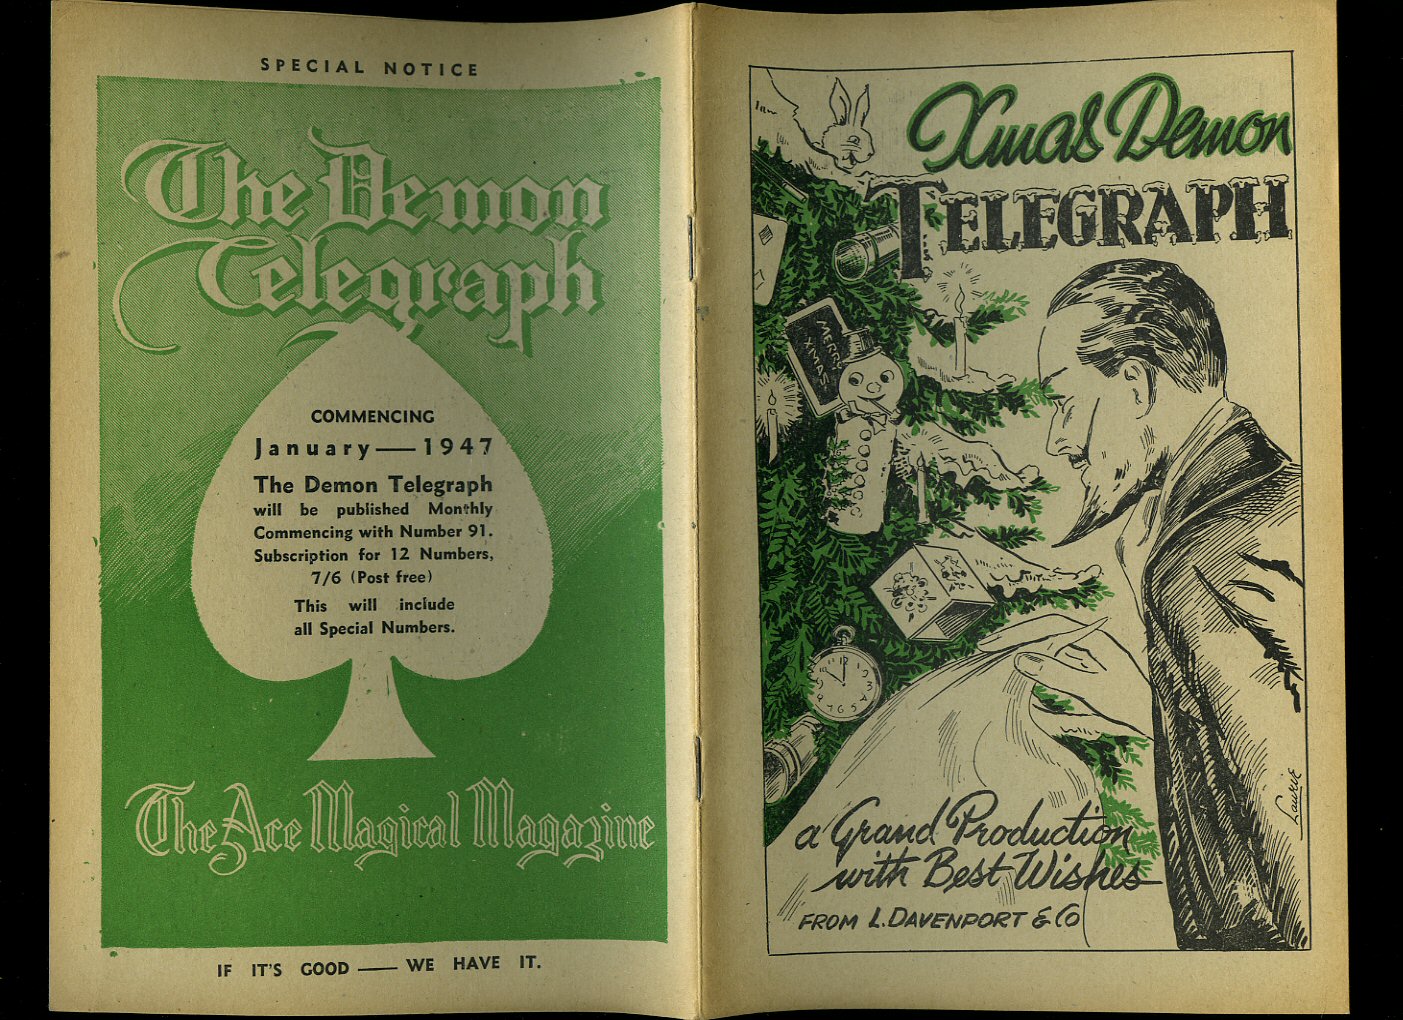 SPECIAL NOTICE
The Demon
Telegraph
COMMENCING
January — 1947
The Demon Telegraph
will be published Monthly
Commencing with Number 91.
Subscription for 12 Numbers,
7/6 (Post free)
This will include
all Special Numbers.
The Ace Magical Magazine
IF IT'S GOOD — WE HAVE IT.
Xmas Demon
TELEGRAPH
MERRY
XMAS!
12
a Grand Production
with Best Wishes
FROM L. DAVENPORT & CO
Laurie